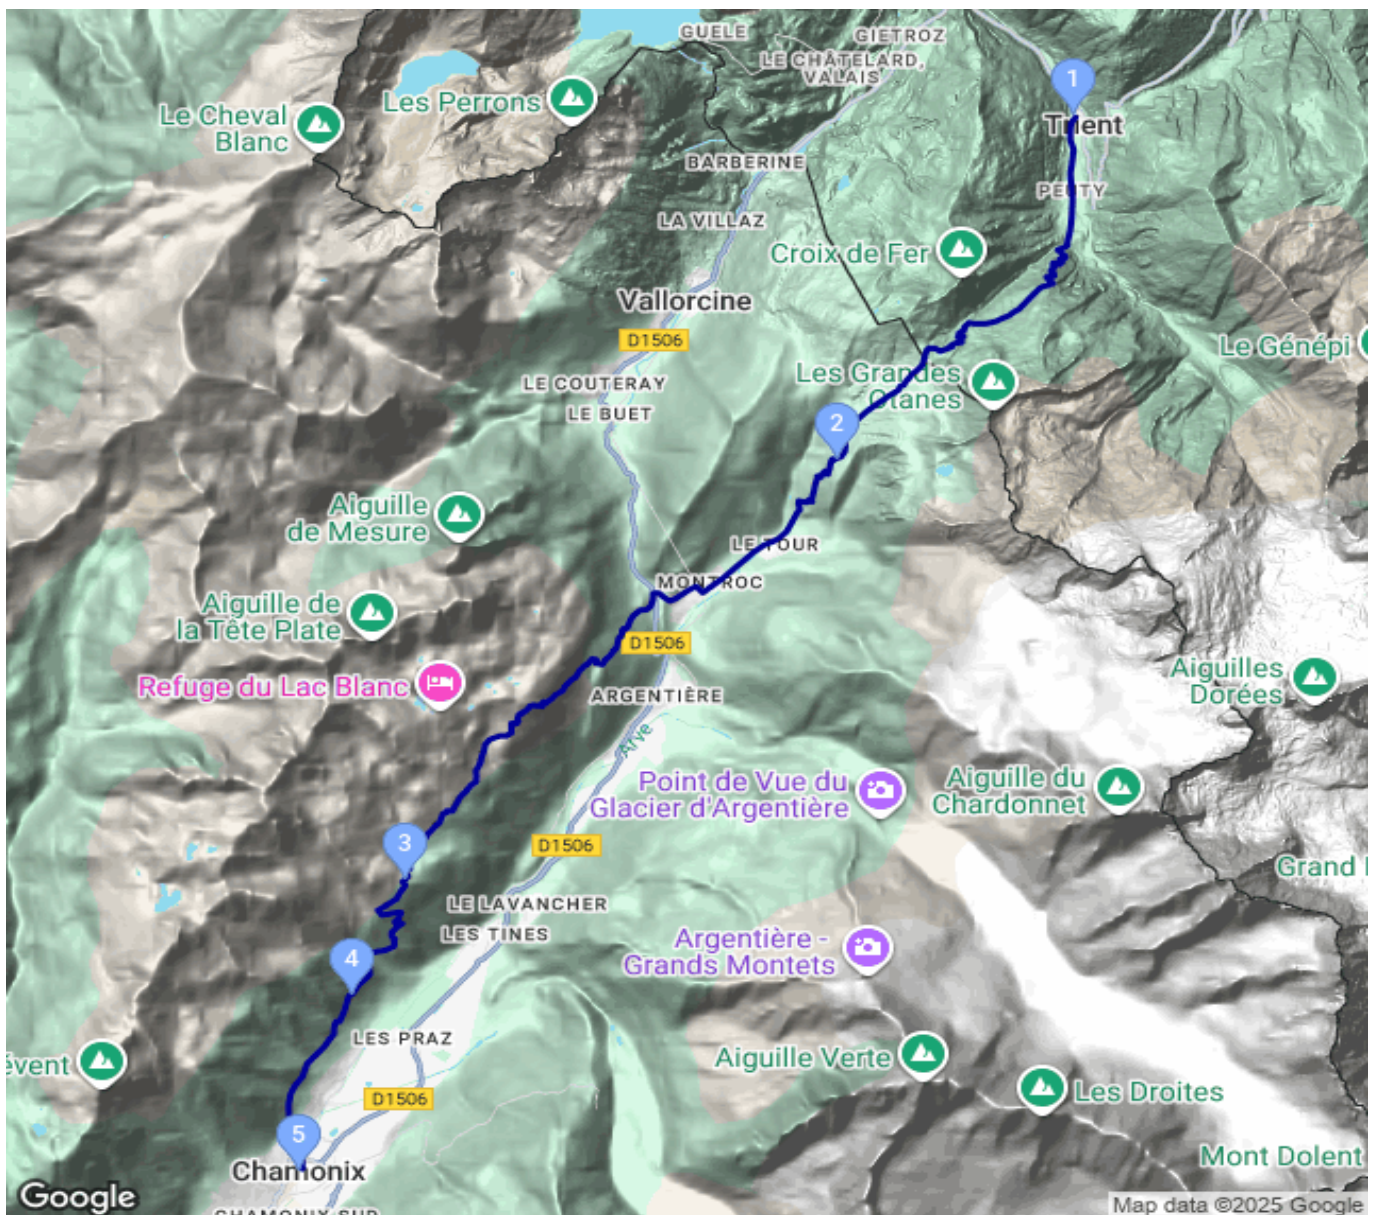 GUELE
GIETROZ
LE CHÂTELARD,
VALAIS
1
Les Perrons
Le Cheval
Blanc
Trient
BARBERINE
PEUTY
LA VILLAZ
Croix de Fer
Vallorcine
D1506
Le Génépi
LE COUTERAY
Les Grandes
Otanes
LE BUET
2
Aiguille
de Mesure
LE TOUR
MONTROC
Aiguille de
la Tête Plate
D1506
Refuge du Lac Blanc
ARGENTIÈRE
Aiguilles
Dorées
Arve
Point de Vue du
Glacier d'Argentière
Aiguille du
Chardonnet
3
D1506
Grand
LE LAVANCHER
LES TINES
Argentière -
Grands Montets
4
LES PRAZ
évent
Aiguille Verte
D1506
Les Droites
5
Mont Dolent
Chamonix
Google
CHAMONIX SUD
Map data ©2025 Google